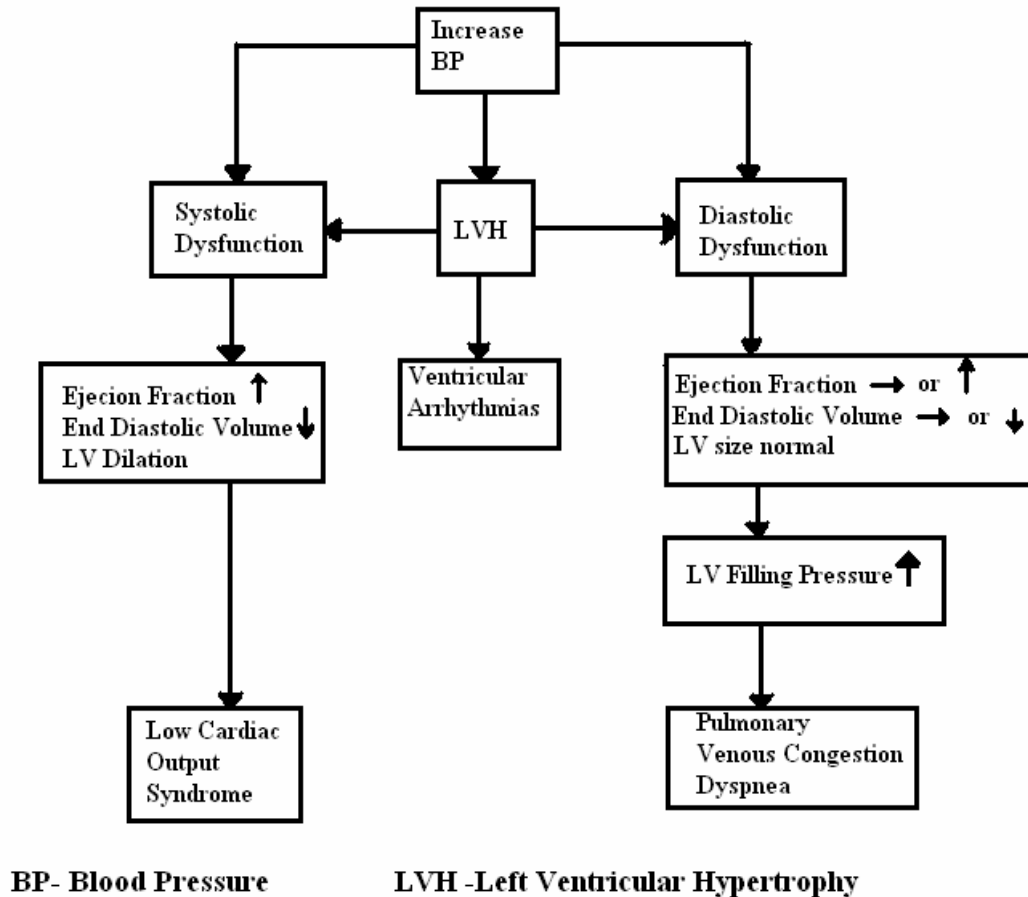 Increase
BP
Systolic
Dysfunction
LVH
Diastolic
Dysfunction
Ejecion Fraction ↑
End Diastolic Volume ↓
LV Dilation
Ventricular
Arrhythmias
Ejection Fraction → or ↑
End Diastolic Volume → or ↓
LV size normal
LV Filling Pressure ↑
Low Cardiac
Output
Syndrome
Pulmonary
Venous Congestion
Dyspnea
BP- Blood Pressure
LVH -Left Ventricular Hypertrophy